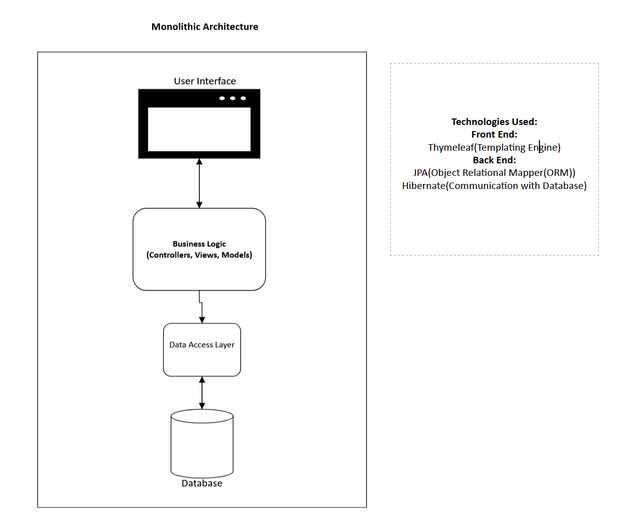 Monolithic Architecture
User Interface
Business Logic
(Controllers, Views, Models)
Data Access Layer
Database
Technologies Used:
Front End:
Thymeleaf(Templating Engine)
Back End:
JPA(Object Relational Mapper(ORM))
Hibernate(Communication with Database)